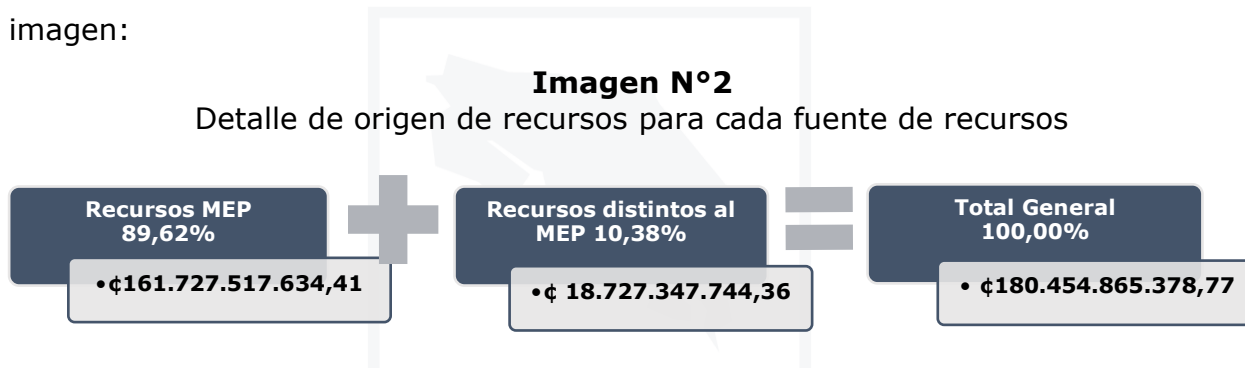 imagen:
Imagen N°2
Detalle de origen de recursos para cada fuente de recursos
Recursos MEP
89,62%
•¢161.727.517.634,41
Recursos distintos al
MEP 10,38%
•¢ 18.727.347.744,36
Total General
100,00%
• ¢180.454.865.378,77